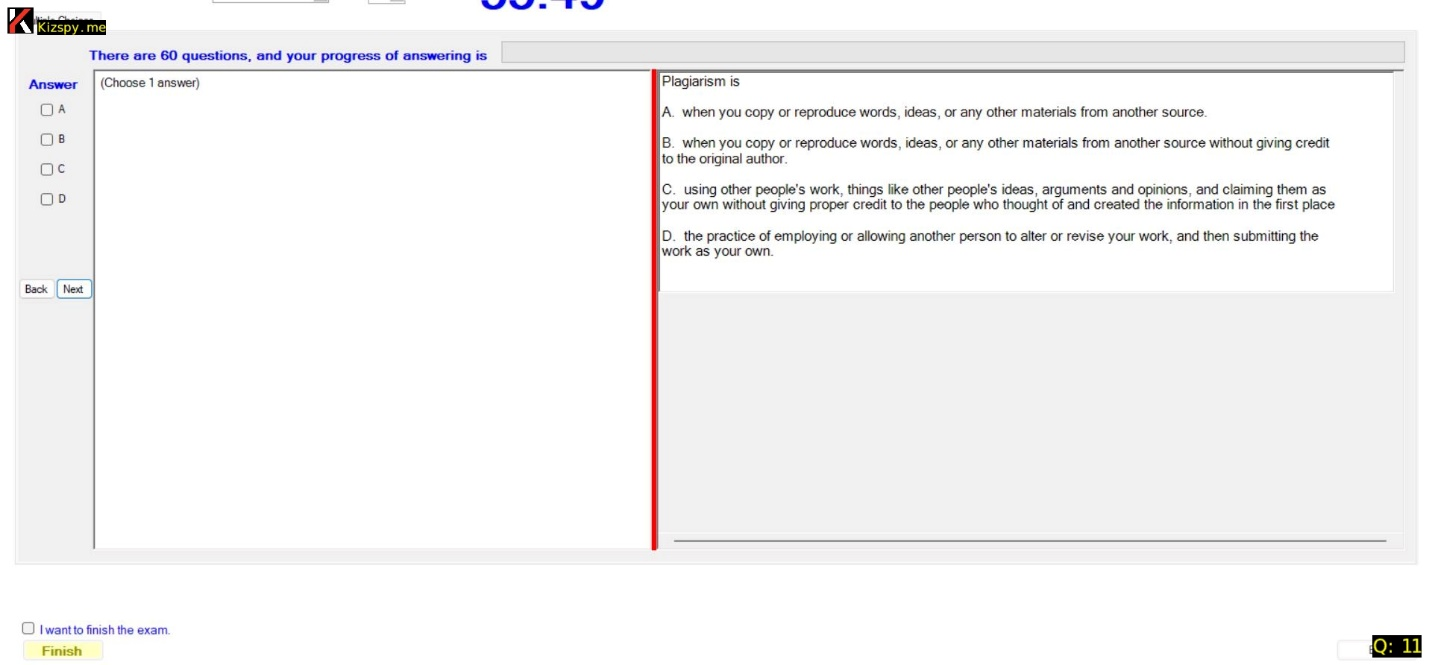 Kizspy.me
There are 60 questions, and your progress of answering is
Answer
(Choose 1 answer)
A
B
C
D
Back Next
Plagiarism is
A. when you copy or reproduce words, ideas, or any other materials from another source.
B. when you copy or reproduce words, ideas, or any other materials from another source without giving credit
to the original author.
C. using other people's work, things like other people's ideas, arguments and opinions, and claiming them as
your own without giving proper credit to the people who thought of and created the information in the first place
D. the practice of employing or allowing another person to alter or revise your work, and then submitting the
work as your own.
I want to finish the exam.
Finish
Q: 11